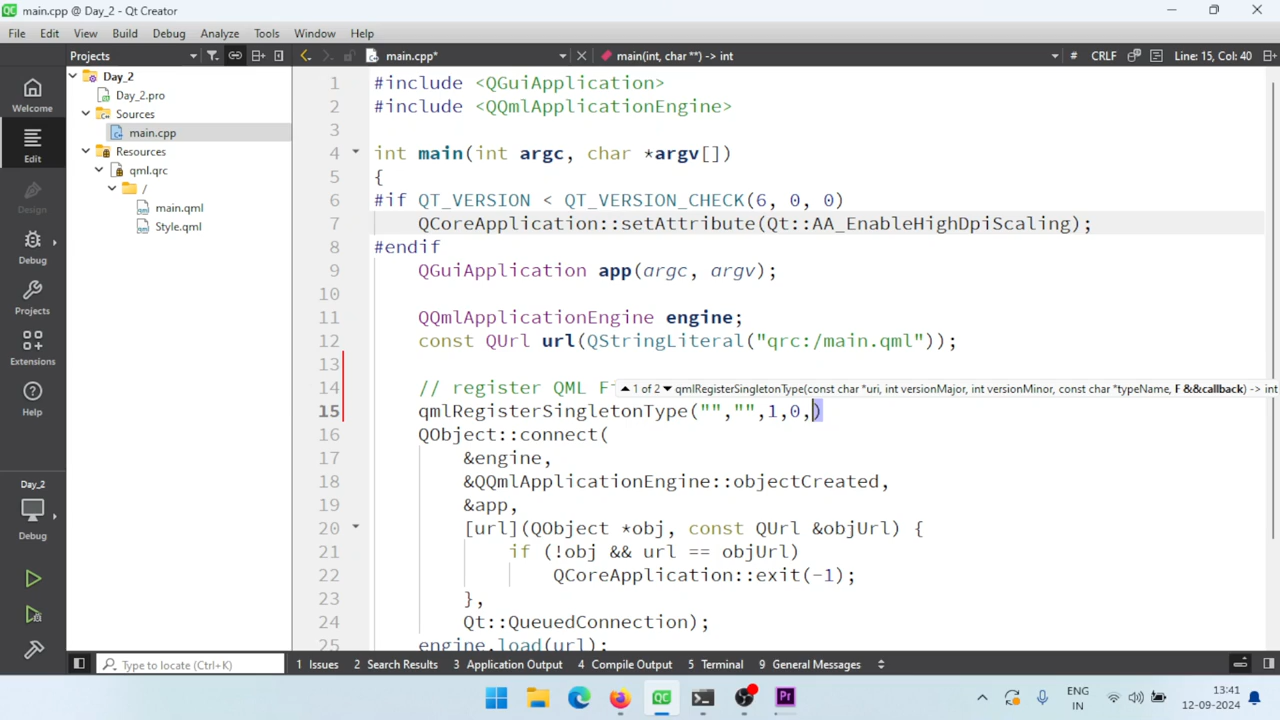 main.cpp @ Day_2 - Qt Creator
File Edit View Build Debug Analyze Tools Window Help
Projects main.cpp* main(int, char **) -> int # CRLF Line: 15, Col: 40
Welcome
Edit
Design
Debug
Projects
Extensions
Help
Day_2
Debug
Day_2
Day_2.pro
Sources
main.cpp
Resources
qml.qrc
/
main.qml
Style.qml
1 #include <QGuiApplication>
2 #include <QQmlApplicationEngine>
3
4 int main(int argc, char *argv[])
5 {
6 #if QT_VERSION < QT_VERSION_CHECK(6, 0, 0)
7 QCoreApplication::setAttribute(Qt::AA_EnableHighDpiScaling);
8 #endif
9 QGuiApplication app(argc, argv);
10
11 QQmlApplicationEngine engine;
12 const QUrl url(QStringLiteral("qrc:/main.qml"));
13
14 // register QML F 1 of 2 qmlRegisterSingletonType(const char *uri, int versionMajor, int versionMinor, const char *typeName, F &&callback) -> int
15 qmlRegisterSingletonType("","",1,0,)
16 QObject::connect(
17 &engine,
18 &QQmlApplicationEngine::objectCreated,
19 &app,
20 [url](QObject *obj, const QUrl &objUrl) {
21 if (!obj && url == objUrl)
22 QCoreApplication::exit(-1);
23 },
24 Qt::QueuedConnection);
25 engine.load(url);
Type to locate (Ctrl+K) 1 Issues 2 Search Results 3 Application Output 4 Compile Output 5 Terminal 9 General Messages
ENG
IN
13:41
12-09-2024